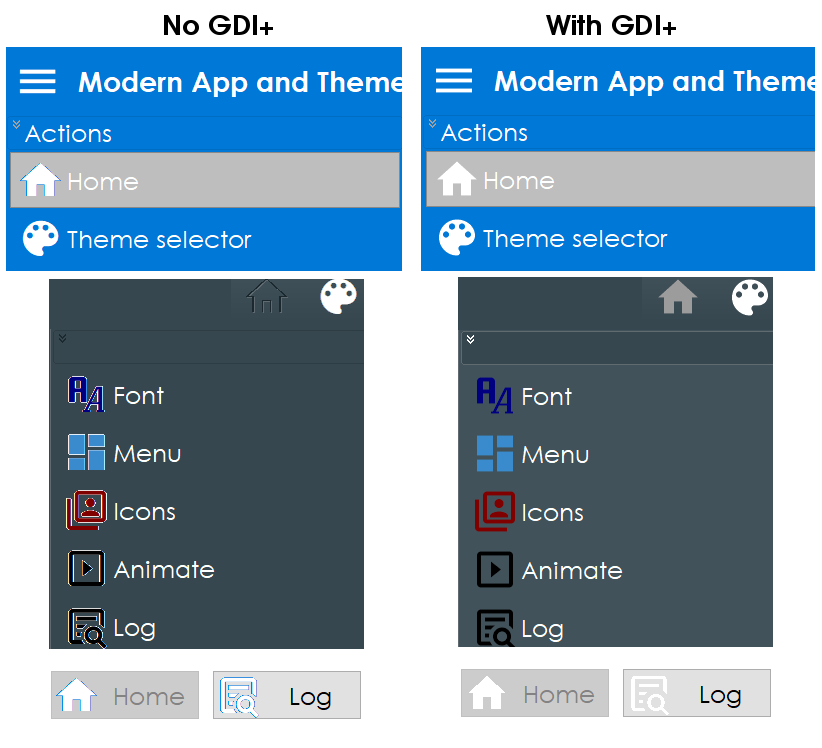 No GDI+
With GDI+
Modern App and Theme
Modern App and Theme
Actions
Actions
Home
Home
Theme selector
Theme selector
Font
Font
Menu
Menu
Icons
Icons
Animate
Animate
Log
Log
Home
Log
Home
Log